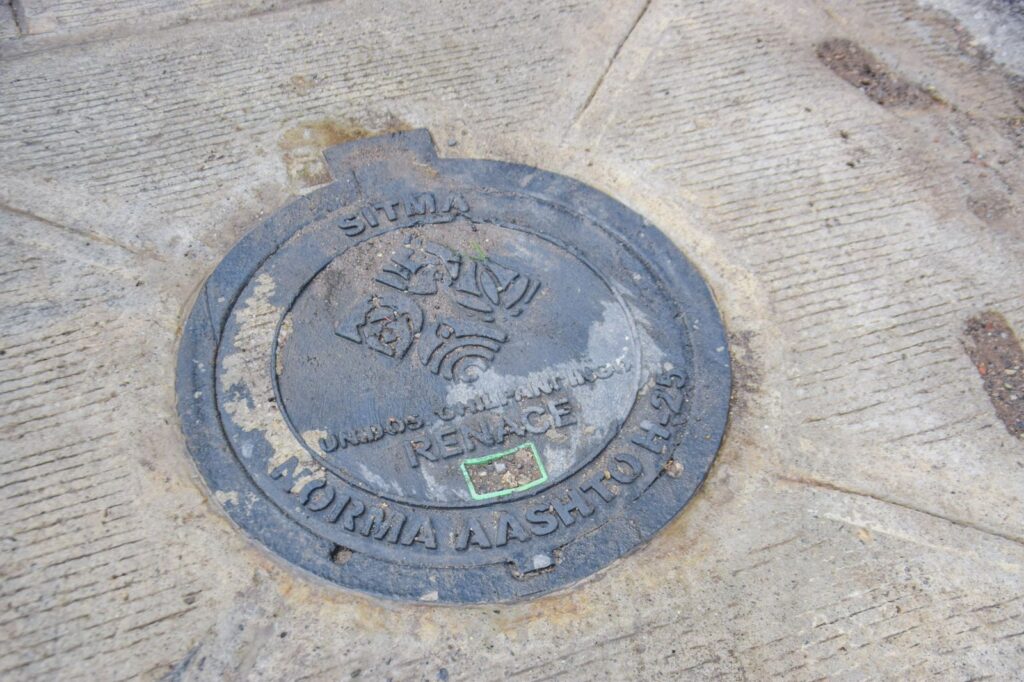 SITMA
UNIDOS, CHILPANCINGO
RENACE
NORMA AASHTO H-25